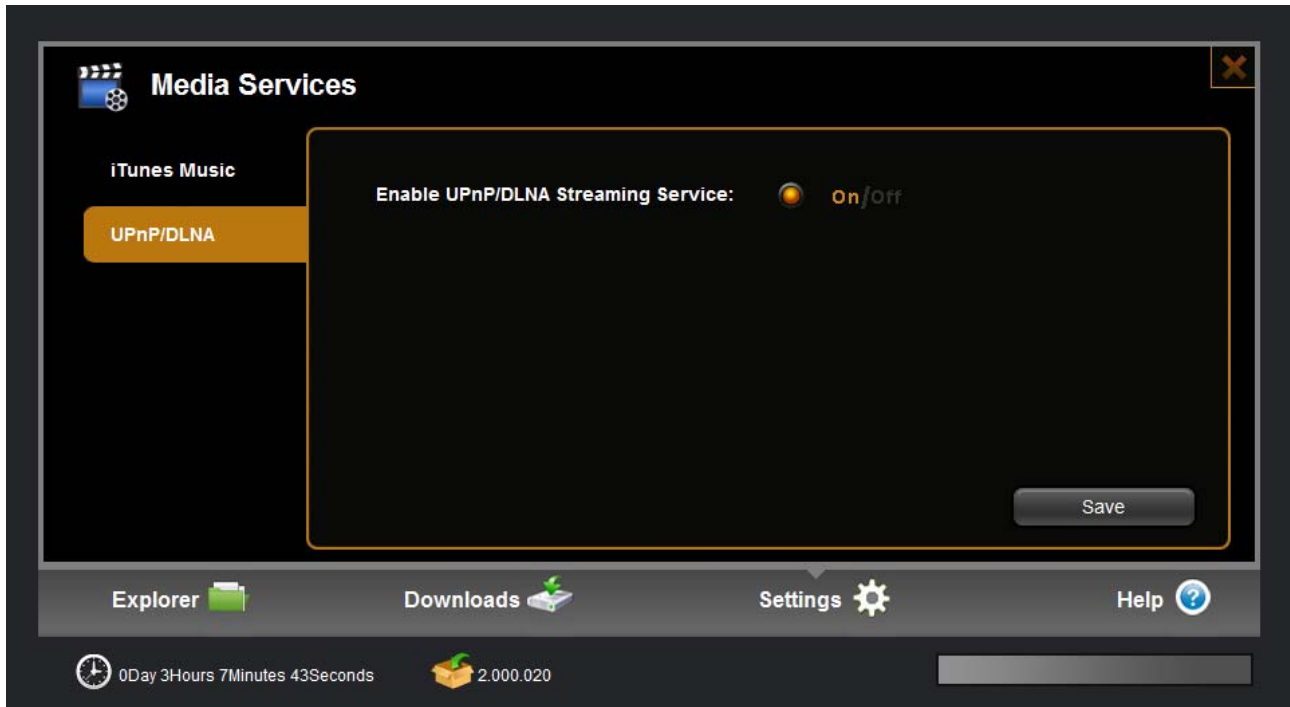 Media Services
iTunes Music
UPnP/DLNA
Enable UPnP/DLNA Streaming Service: On/Off
Save
Explorer Downloads Settings Help
0Day 3Hours 7Minutes 43Seconds 2.000.020